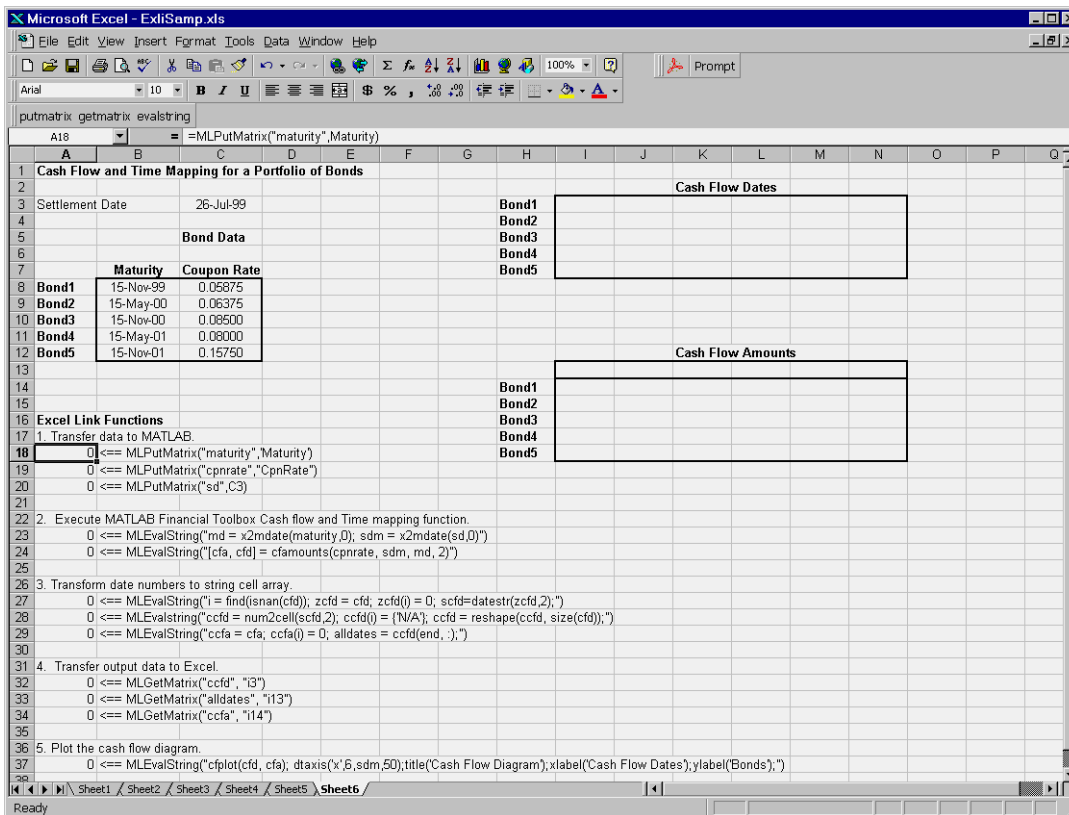 Microsoft Excel - ExliSamp.xls
File Edit View Insert Format Tools Data Window Help
ABC Σ fx 100% ? Prompt
Arial 10 B I U $ % ,
putmatrix getmatrix evalstring
A18 = =MLPutMatrix("maturity",Maturity)
A B C D E F G H I J K L M N O P Q
1 Cash Flow and Time Mapping for a Portfolio of Bonds
2 Cash Flow Dates
3 Settlement Date 26-Jul-99 Bond1
4 Bond2
5 Bond Data Bond3
6 Bond4
7 Maturity Coupon Rate Bond5
8 Bond1 15-Nov-99 0.05875
9 Bond2 15-May-00 0.06375
10 Bond3 15-Nov-00 0.08500
11 Bond4 15-May-01 0.08000
12 Bond5 15-Nov-01 0.15750 Cash Flow Amounts
13
14 Bond1
15 Bond2
16 Excel Link Functions Bond3
17 1. Transfer data to MATLAB. Bond4
18 0 <== MLPutMatrix("maturity",'Maturity') Bond5
19 0 <== MLPutMatrix("cpnrate","CpnRate")
20 0 <== MLPutMatrix("sd",C3)
21
22 2. Execute MATLAB Financial Toolbox Cash flow and Time mapping function.
23 0 <== MLEvalString("md = x2mdate(maturity,0); sdm = x2mdate(sd,0)")
24 0 <== MLEvalString("[cfa, cfd] = cfamounts(cpnrate, sdm, md, 2)")
25
26 3. Transform date numbers to string cell array.
27 0 <== MLEvalString("i = find(isnan(cfd)); zcfd = cfd; zcfd(i) = 0; scfd=datestr(zcfd,2);")
28 0 <== MLEvalstring("ccfd = num2cell(scfd,2); ccfd(i) = {'N/A'}; ccfd = reshape(ccfd, size(cfd));")
29 0 <== MLEvalString("ccfa = cfa; ccfa(i) = 0; alldates = ccfd(end, :);")
30
31 4. Transfer output data to Excel.
32 0 <== MLGetMatrix("ccfd", "i3")
33 0 <== MLGetMatrix("alldates", "i13")
34 0 <== MLGetMatrix("ccfa", "i14")
35
36 5. Plot the cash flow diagram.
37 0 <== MLEvalString("cfplot(cfd, cfa); dtaxis('x',6,sdm,50);title('Cash Flow Diagram');xlabel('Cash Flow Dates');ylabel('Bonds');")
38
Sheet1 Sheet2 Sheet3 Sheet4 Sheet5 Sheet6
Ready